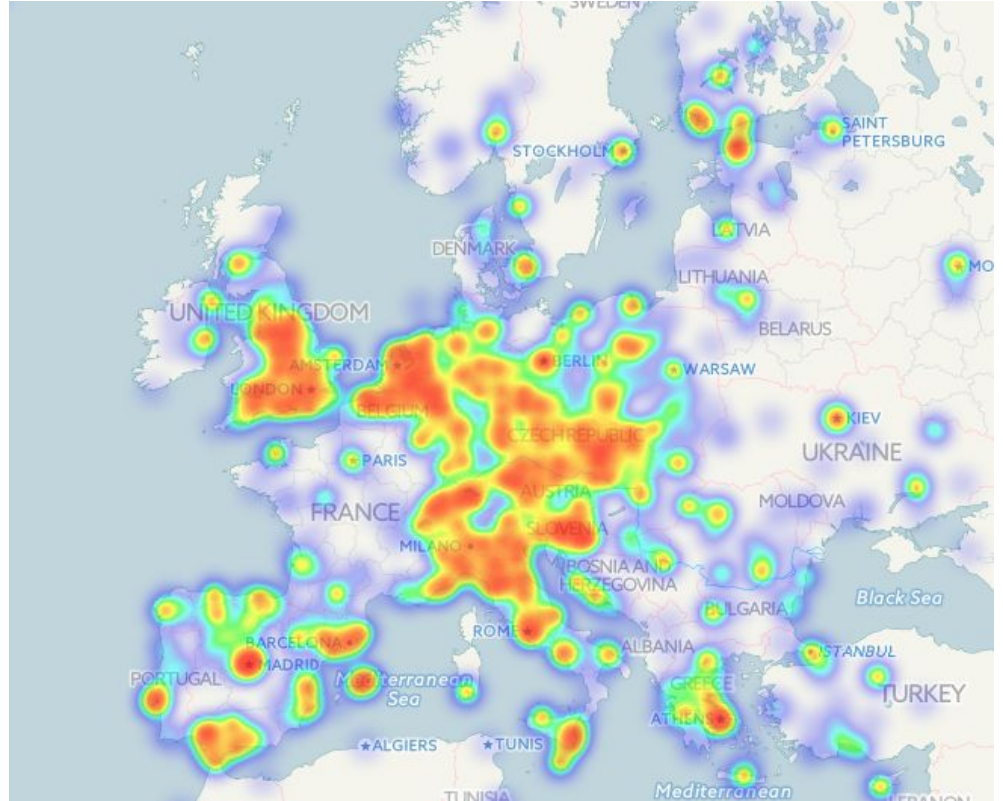 SWEDEN
SAINT
PETERSBURG
STOCKHOLM
LATVIA
DENMARK
MO
LITHUANIA
UNITED KINGDOM
BELARUS
AMSTERDAM
BERLIN
WARSAW
LONDON
BELGIUM
KIEV
CZECH REPUBLIC
UKRAINE
PARIS
AUSTRIA
MOLDOVA
FRANCE
SLOVENIA
MILANO
BOSNIA AND
HERZEGOVINA
Black Sea
BULGARIA
ROME
BARCELONA
ALBANIA
ISTANBUL
MADRID
PORTUGAL
Mediterranean
Sea
GREECE
TURKEY
ATHENS
ALGIERS
TUNIS
Mediterranean
TUNISIA
LEBANON